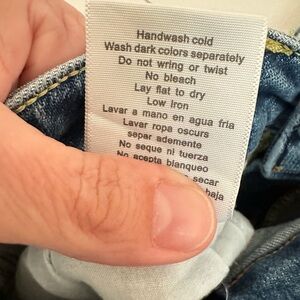 Handwash cold
Wash dark colors separately
Do not wring or twist
No bleach
Lay flat to dry
Low Iron
Lavar a mano en agua fria
Lavar ropa oscurs
separ ademente
No seque ni tuerza
No acepta blanqueo
secar
baja